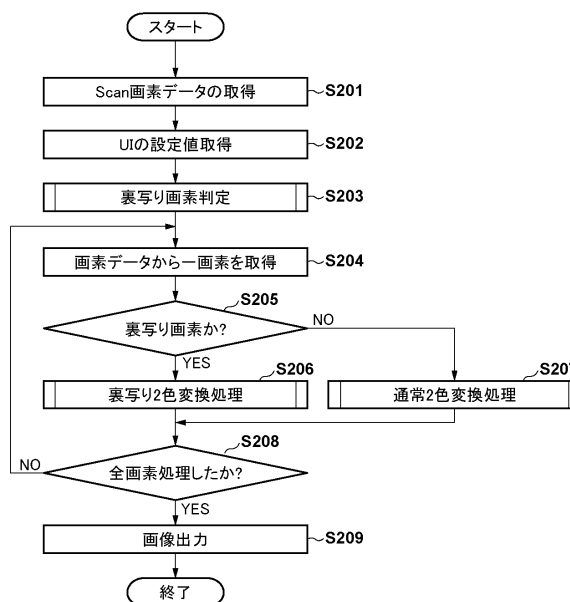 スタート
Scan画素データの取得 S201
UIの設定値取得 S202
裏写り画素判定 S203
画素データから一画素を取得 S204
S205
裏写り画素か? NO
YES
S206
裏写り2色変換処理
S207
通常2色変換処理
S208
全画素処理したか?
NO
YES
画像出力 S209
終了